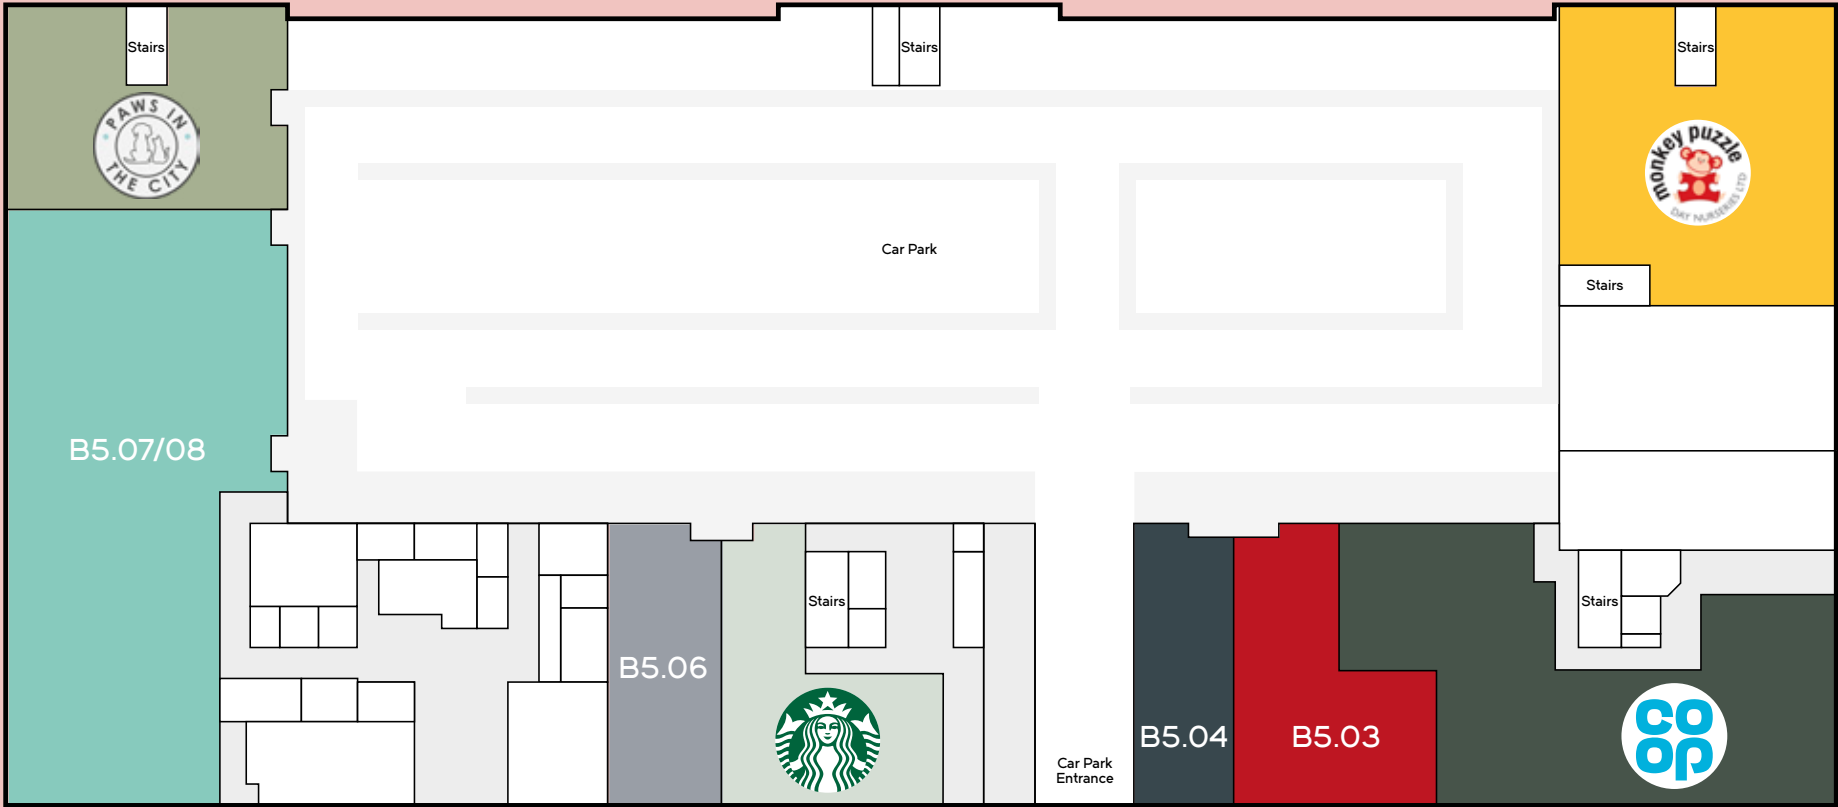 Stairs
Stairs
Stairs
PAWS IN
THE CITY
monkey puzzle
DAY NURSERIES LTD
Car Park
Stairs
B5.07/08
Stairs
Stairs
B5.06
B5.04
B5.03
CO
OP
Car Park
Entrance